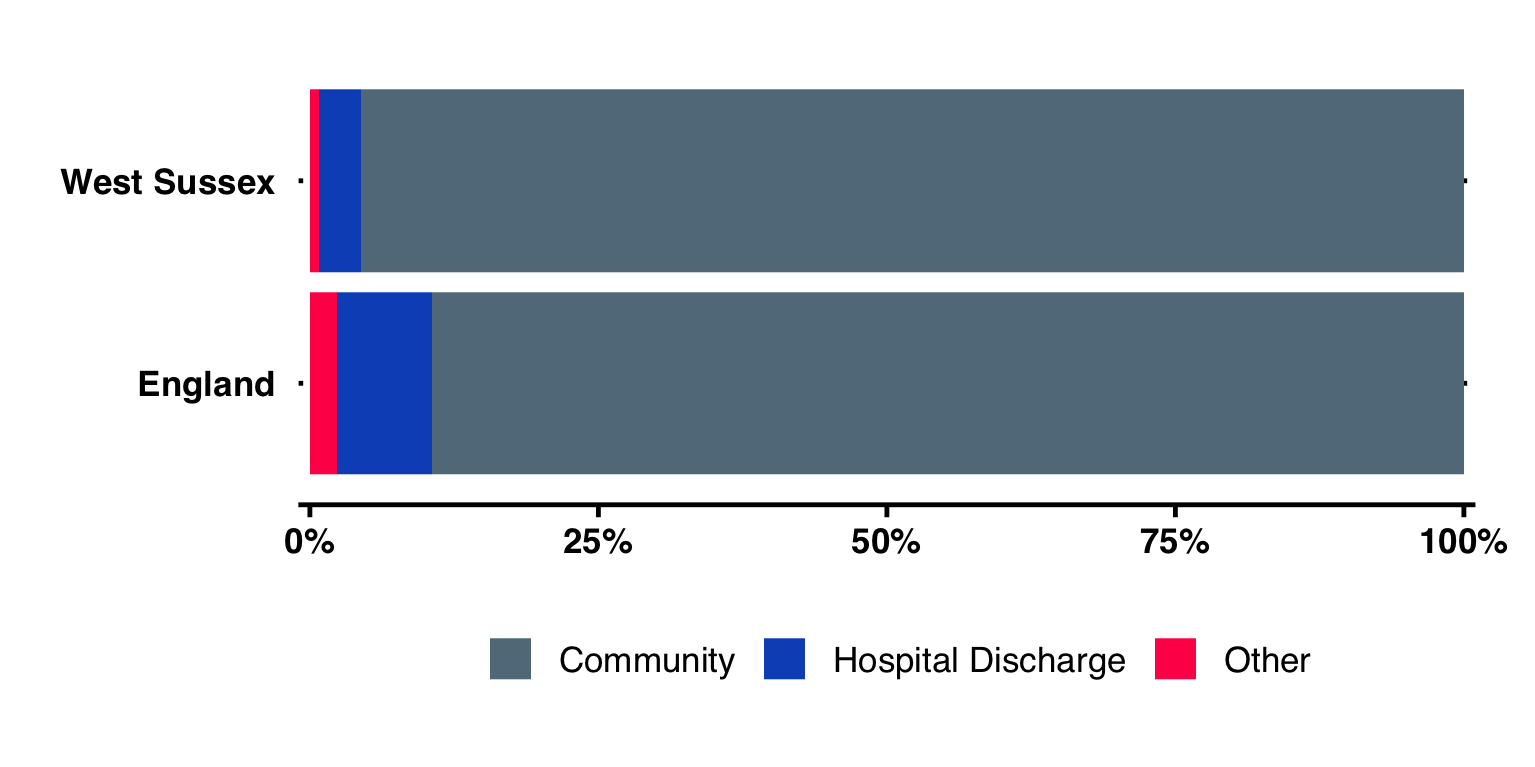 West Sussex
England
0% 25% 50% 75% 100%
Community Hospital Discharge Other